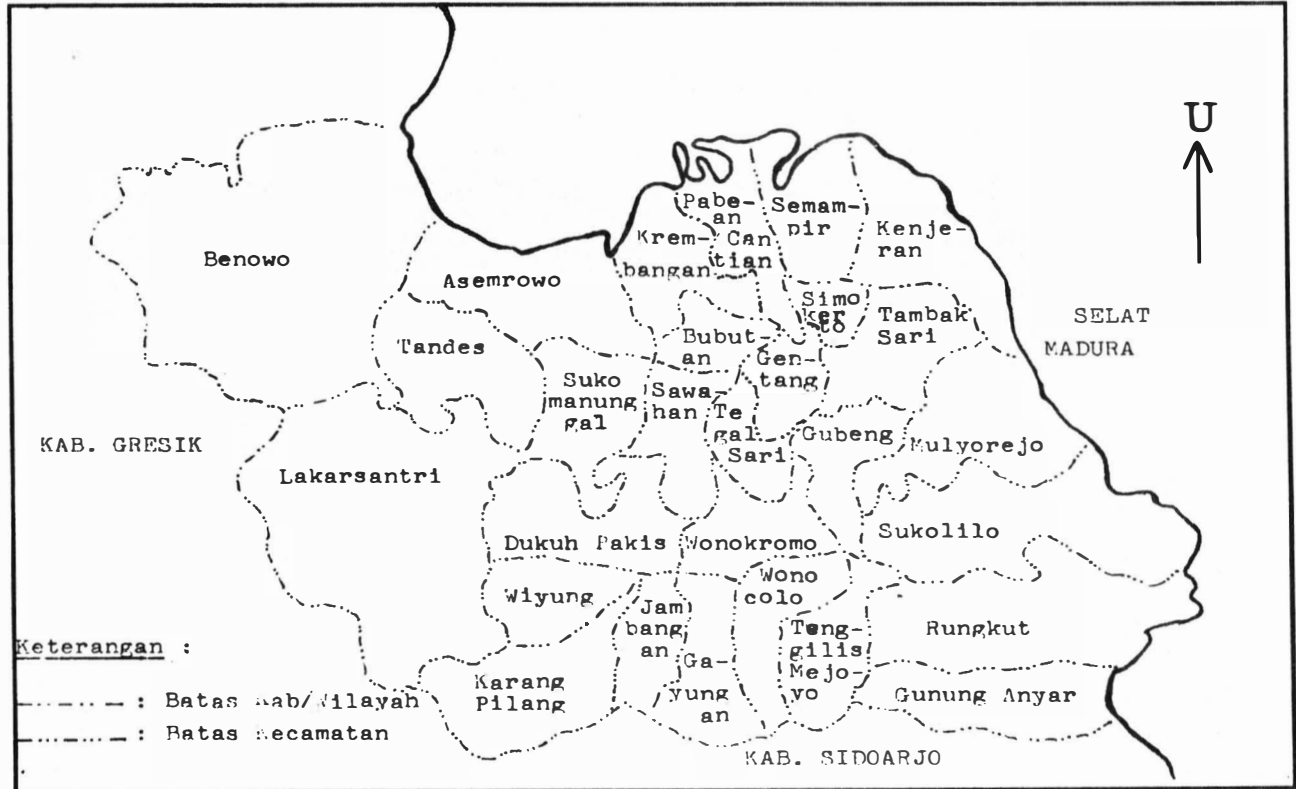 U
Pabe-
an
Can
tian
Semam-
pir
Kenje-
ran
Krem-
bangan
Benowo
Asemrowo
Simo
ker
to
Tambak
Sari
SELAT
MADURA
Tandes
Bubut-
an
Gen-
tang
Suko
manung
gal
Sawa-
han
Te
gal
Sari
Gubeng
Mulyorejo
KAB. GRESIK
Lakarsantri
Sukolilo
Dukuh Pakis
Wonokromo
Wono
colo
Wiyung
Jam
bang
an
Tengg-
gilis
Mejo-
yo
Rungkut
Ga-
yung
an
Karang
Pilang
Gunung Anyar
Keterangan :
: Batas Kab/Wilayah
: Batas Kecamatan
KAB. SIDOARJO